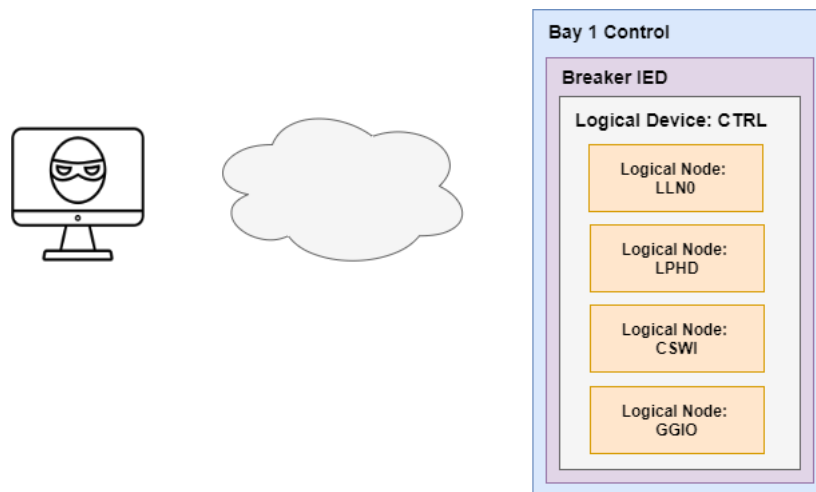 Bay 1 Control
Breaker IED
Logical Device: CTRL
Logical Node:
LLN0
Logical Node:
LPHD
Logical Node:
CSWI
Logical Node:
GGIO